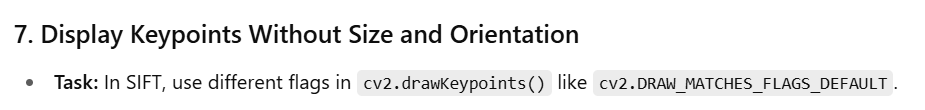 7. Display Keypoints Without Size and Orientation
• Task: In SIFT, use different flags in cv2.drawKeypoints() like cv2.DRAW_MATCHES_FLAGS_DEFAULT.